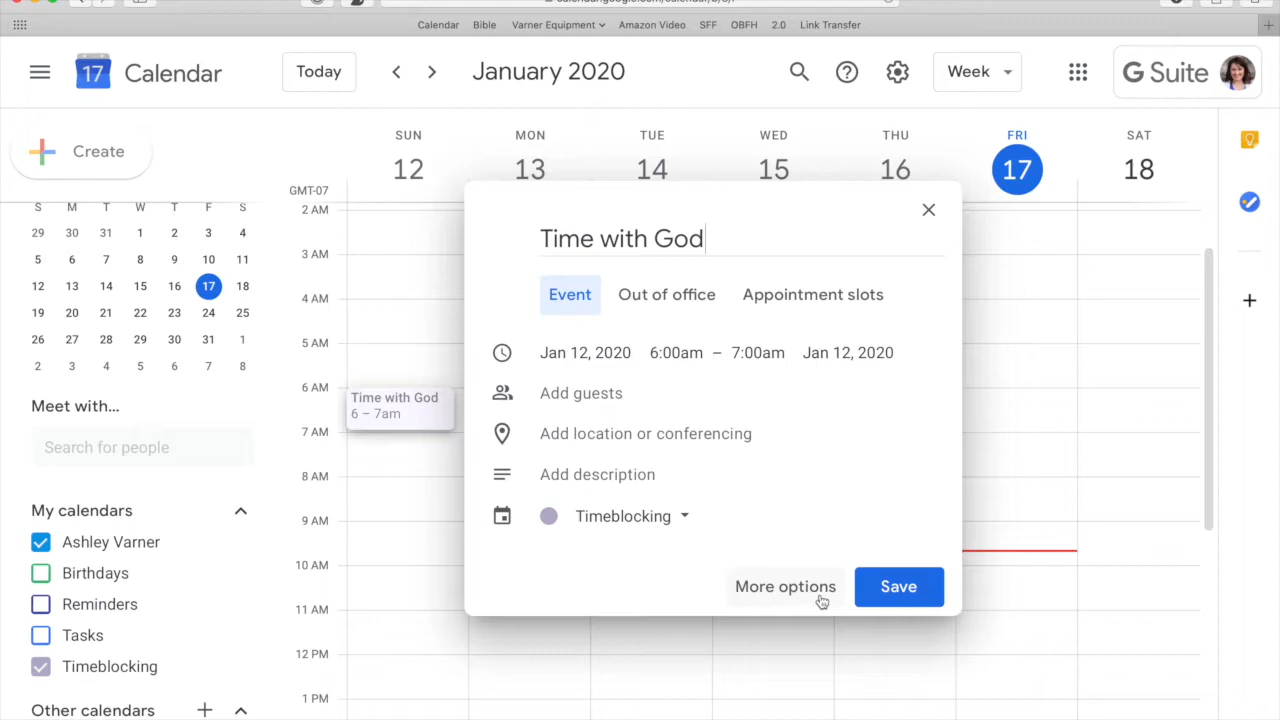 Calendar Bible Varner Equipment Amazon Video SFF OBFH 2.0 Link Transfer
17 Calendar Today January 2020 Week G Suite
Create
SUN MON TUE WED THU FRI SAT
12 13 14 15 16 17 18
GMT-07
S M T W T F S
29 30 31 1 2 3 4
5 6 7 8 9 10 11
12 13 14 15 16 17 18
19 20 21 22 23 24 25
26 27 28 29 30 31 1
2 3 4 5 6 7 8
Meet with...
Search for people
My calendars
Ashley Varner
Birthdays
Reminders
Tasks
Timeblocking
Other calendars
2 AM
3 AM
4 AM
5 AM
6 AM
7 AM
8 AM
9 AM
10 AM
11 AM
12 PM
1 PM
Time with God
6 – 7am
Time with God
Event Out of office Appointment slots
Jan 12, 2020 6:00am – 7:00am Jan 12, 2020
Add guests
Add location or conferencing
Add description
Timeblocking
More options Save